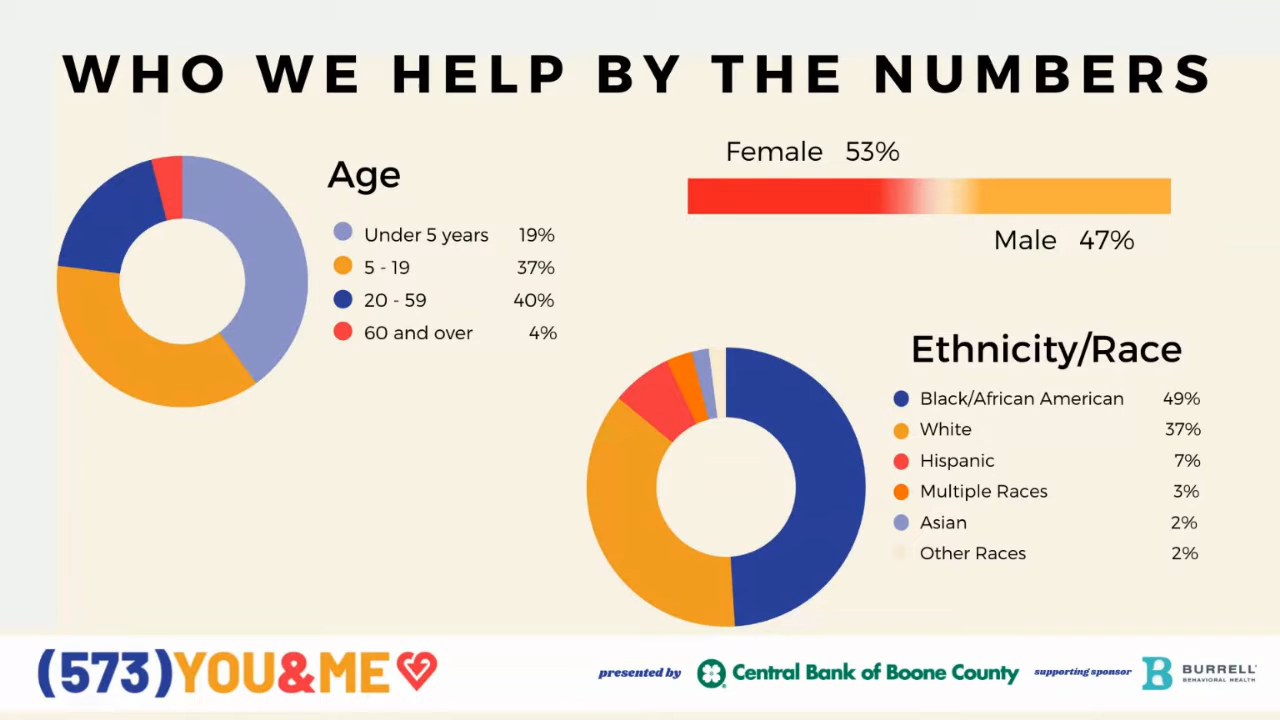 WHO WE HELP BY THE NUMBERS
Age
Under 5 years 19%
5 - 19 37%
20 - 59 40%
60 and over 4%
Female 53%
Male 47%
Ethnicity/Race
Black/African American 49%
White 37%
Hispanic 7%
Multiple Races 3%
Asian 2%
Other Races 2%
(573)YOU&ME
presented by Central Bank of Boone County
supporting sponsor B BURRELL
BEHAVIORAL HEALTH